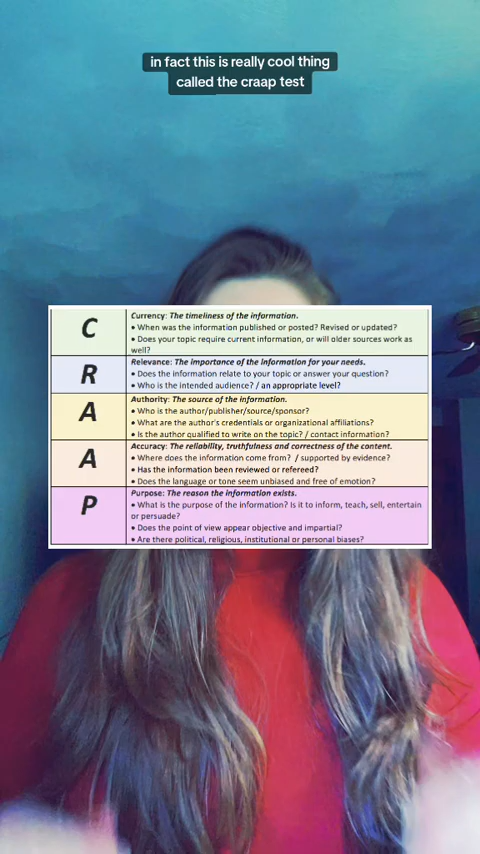 in fact this is really cool thing
called the craap test
C
Currency: The timeliness of the information.
• When was the information published or posted? Revised or updated?
• Does your topic require current information, or will older sources work as
well?
R
Relevance: The importance of the information for your needs.
• Does the information relate to your topic or answer your question?
• Who is the intended audience? / an appropriate level?
A
Authority: The source of the information.
• Who is the author/publisher/source/sponsor?
• What are the author's credentials or organizational affiliations?
• Is the author qualified to write on the topic? / contact information?
A
Accuracy: The reliability, truthfulness and correctness of the content.
• Where does the information come from? / supported by evidence?
• Has the information been reviewed or refereed?
• Does the language or tone seem unbiased and free of emotion?
P
Purpose: The reason the information exists.
• What is the purpose of the information? Is it to inform, teach, sell, entertain
or persuade?
• Does the point of view appear objective and impartial?
• Are there political, religious, institutional or personal biases?